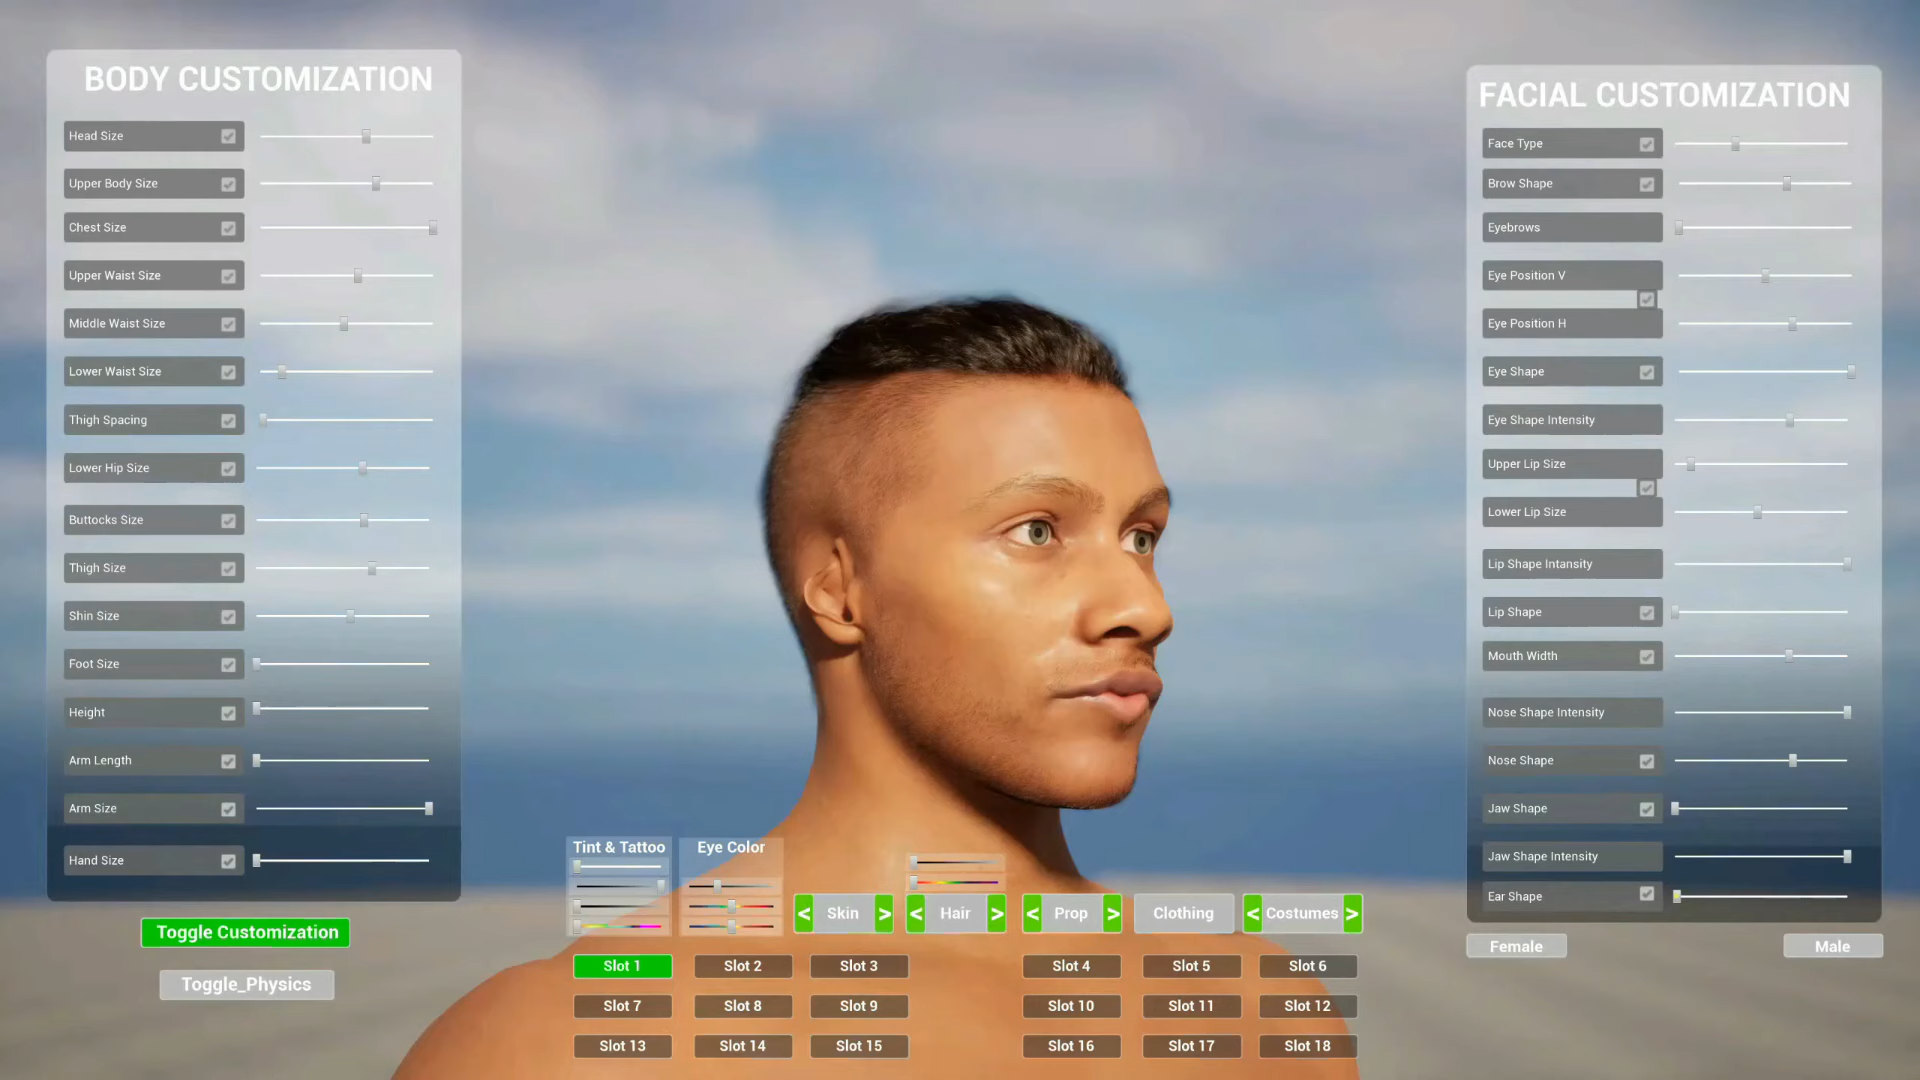 BODY CUSTOMIZATION
Head Size
Upper Body Size
Chest Size
Upper Waist Size
Middle Waist Size
Lower Waist Size
Thigh Spacing
Lower Hip Size
Buttocks Size
Thigh Size
Shin Size
Foot Size
Height
Arm Length
Arm Size
Hand Size
Toggle Customization
Toggle_Physics
Tint & Tattoo
Eye Color
< Skin >
< Hair >
< Prop >
Clothing
< Costumes >
Slot 1
Slot 2
Slot 3
Slot 4
Slot 5
Slot 6
Slot 7
Slot 8
Slot 9
Slot 10
Slot 11
Slot 12
Slot 13
Slot 14
Slot 15
Slot 16
Slot 17
Slot 18
FACIAL CUSTOMIZATION
Face Type
Brow Shape
Eyebrows
Eye Position V
Eye Position H
Eye Shape
Eye Shape Intensity
Upper Lip Size
Lower Lip Size
Lip Shape Intansity
Lip Shape
Mouth Width
Nose Shape Intensity
Nose Shape
Jaw Shape
Jaw Shape Intensity
Ear Shape
Female
Male